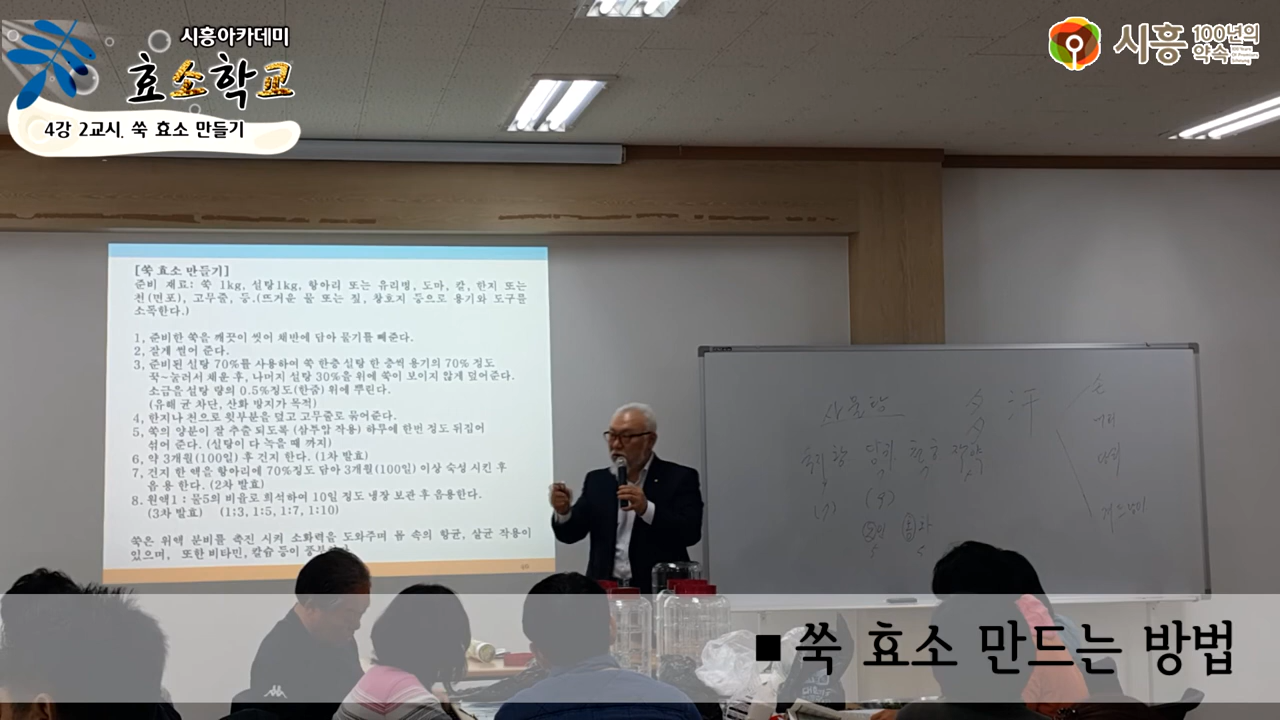 시흥아카데미
효소학교
4강 2교시. 쑥 효소 만들기
시흥 100년의 약속
[쑥 효소 만들기]
준비 재료: 쑥 1kg, 설탕1kg, 항아리 또는 유리병, 도마, 칼, 한지 또는
천(면포), 고무줄, 등.(뜨거운 물 또는 짚, 창호지 등으로 용기와 도구를
소독한다.)
1, 준비한 쑥을 깨끗이 씻어 채반에 담아 물기를 빼준다.
2, 잘게 썰어 준다.
3, 준비된 설탕 70%를 사용하여 쑥 한층 설탕 한 층씩 용기의 70% 정도
꾹~눌러서 채운 후, 나머지 설탕 30%을 위에 쑥이 보이지 않게 덮어준다.
소금을 설탕 량의 0.5%정도(한줌) 위에 뿌린다.
(유해 균 차단, 산화 방지가 목적)
4, 한지나 천으로 윗부분을 덮고 고무줄로 묶어준다.
5, 쑥의 양분이 잘 추출 되도록 (삼투압 작용) 하루에 한번 정도 뒤집어
섞어 준다. (설탕이 다 녹을 때 까지)
6, 약 3개월(100일) 후 건지 한다. (1차 발효)
7, 건지 한 액을 항아리에 70%정도 담아 3개월(100일) 이상 숙성 시킨 후
음용 한다. (2차 발효)
8. 원액1 : 물5의 비율로 희석하여 10일 정도 냉장 보관 후 음용한다.
(3차 발효) (1:3, 1:5, 1:7, 1:10)
쑥은 위액 분비를 촉진 시켜 소화력을 도와주며 몸 속의 항균, 살균 작용이
있으며, 또한 비타민, 칼슘 등이
사물탕
多 汗
손
숙지황 당귀 천궁 작약
(9)
■ 쑥 효소 만드는 방법